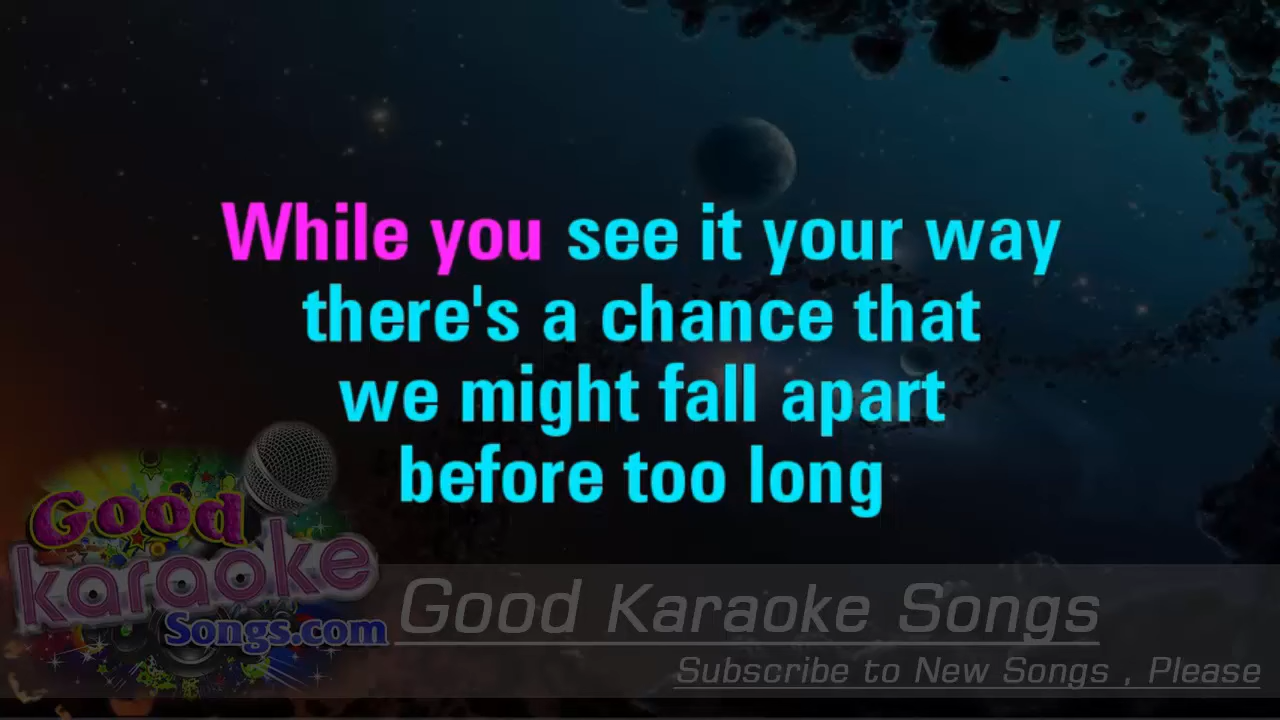 While you see it your way
there's a chance that
we might fall apart
before too long
Good
karaoke
Songs.com
Good Karaoke Songs
Subscribe to New Songs , Please